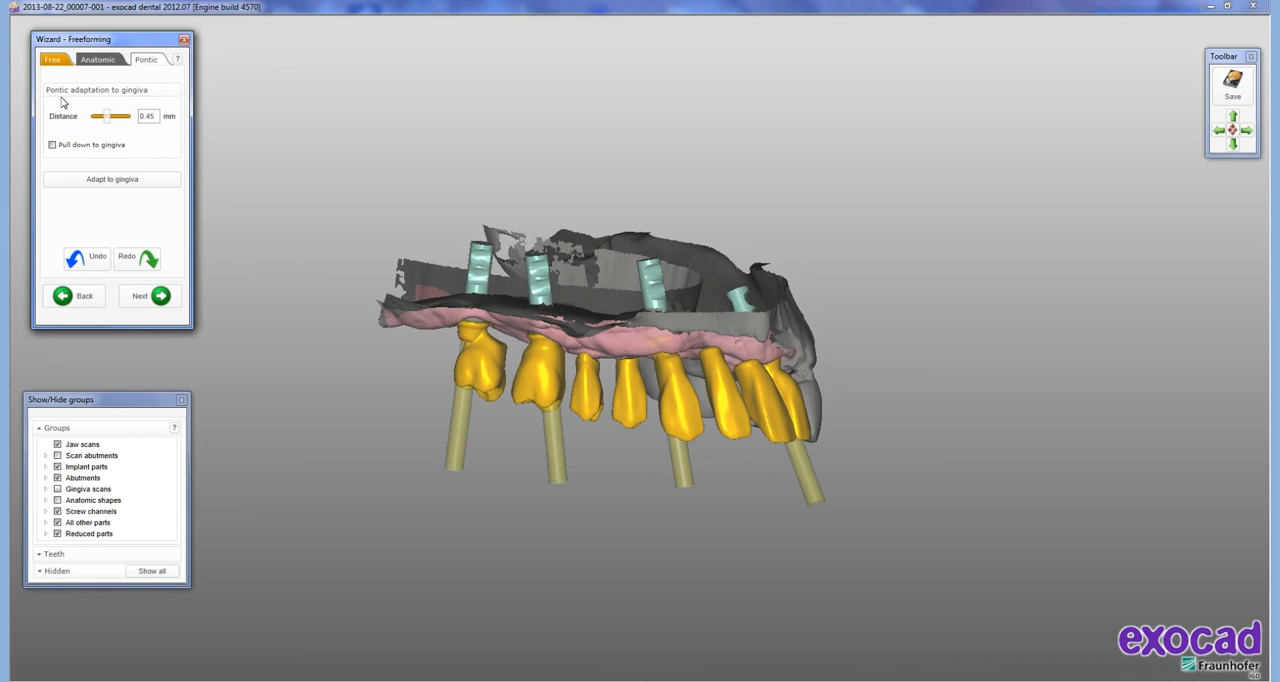 2013-08-22_00007-001 - exocad dental 2012.07 [Engine build 4570]
Wizard - Freeforming
Free Anatomic Pontic ?
Pontic adaptation to gingiva
Distance 0.45 mm
Pull down to gingiva
Adapt to gingiva
Undo Redo
Back Next
Toolbar
Save
Show/Hide groups
Groups ?
Jaw scans
Scan abutments
Implant parts
Abutments
Gingiva scans
Anatomic shapes
Screw channels
All other parts
Reduced parts
Teeth
Hidden Show all
exocad
Fraunhofer
IGD